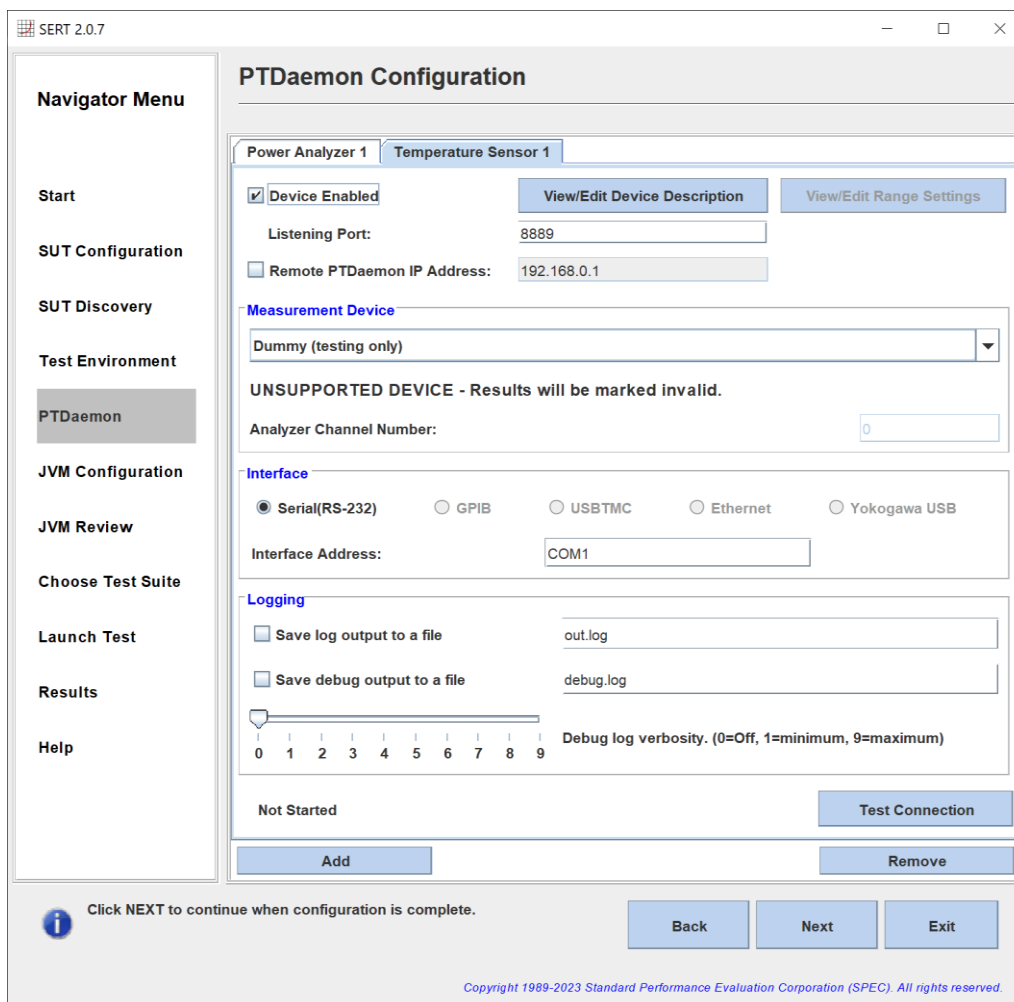 SERT 2.0.7
Navigator Menu
Start
SUT Configuration
SUT Discovery
Test Environment
PTDaemon
JVM Configuration
JVM Review
Choose Test Suite
Launch Test
Results
Help
PTDaemon Configuration
Power Analyzer 1 Temperature Sensor 1
Device Enabled View/Edit Device Description View/Edit Range Settings
Listening Port: 8889
Remote PTDaemon IP Address: 192.168.0.1
Measurement Device
Dummy (testing only)
UNSUPPORTED DEVICE - Results will be marked invalid.
Analyzer Channel Number: 0
Interface
Serial(RS-232) GPIB USBTMC Ethernet Yokogawa USB
Interface Address: COM1
Logging
Save log output to a file out.log
Save debug output to a file debug.log
0 1 2 3 4 5 6 7 8 9 Debug log verbosity. (0=Off, 1=minimum, 9=maximum)
Not Started Test Connection
Add Remove
Click NEXT to continue when configuration is complete.
Back Next Exit
Copyright 1989-2023 Standard Performance Evaluation Corporation (SPEC). All rights reserved.